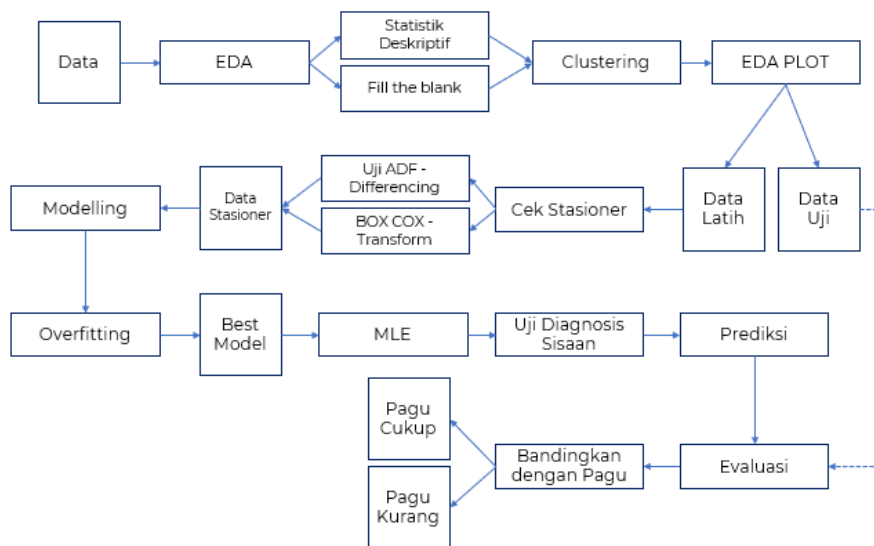 Data
EDA
Statistik
Deskriptif
Fill the blank
Clustering
EDA PLOT
Modelling
Data
Stasioner
Uji ADF -
Differencing
BOX COX -
Transform
Cek Stasioner
Data
Latih
Data
Uji
Overfitting
Best
Model
MLE
Uji Diagnosis
Sisaan
Prediksi
Pagu
Cukup
Pagu
Kurang
Bandingkan
dengan Pagu
Evaluasi